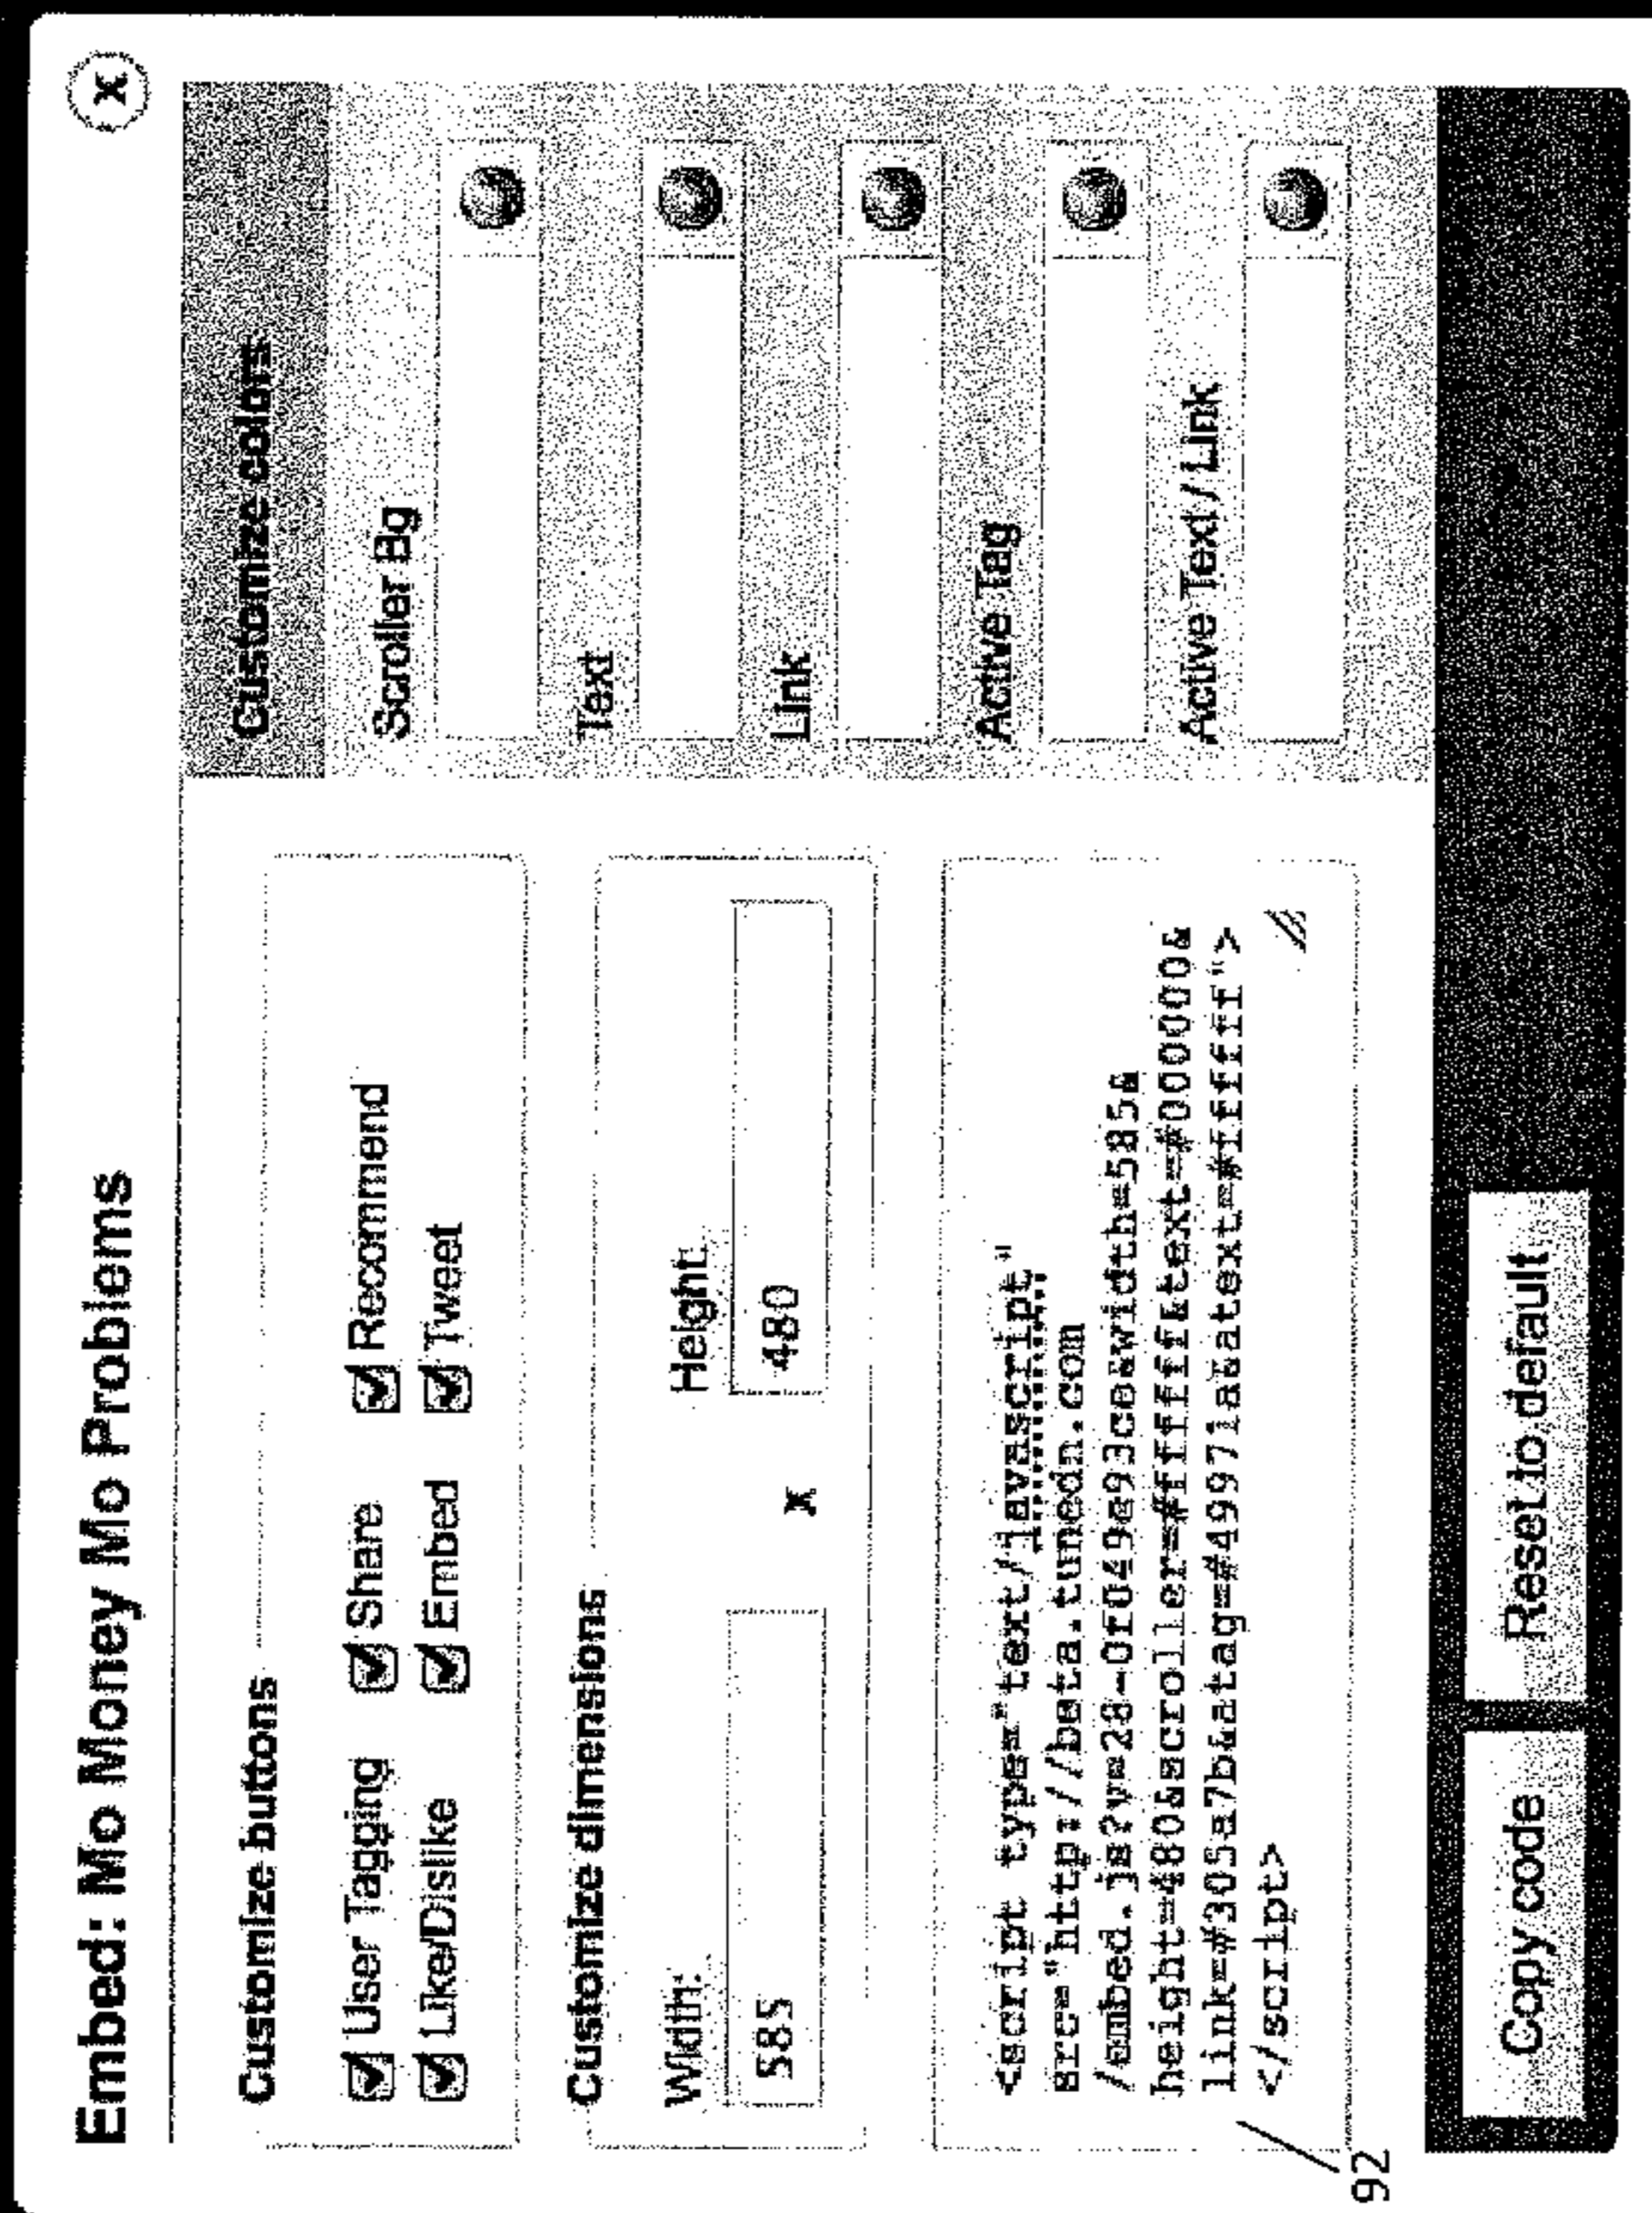 Embed: Mo Money Mo Problems
X
Customize buttons
User Tagging
Share
Recommend
Like/Dislike
Embed
Tweet
Customize dimensions
Width:
Height:
585
x
480
<script type="text/javascript"
src="http://beta.tunedn.com
/embed.js?v=28-0f049e93ce&width=585&
height=480&scroller=#ffffff&text=#000000&
link=#305a7b&atag=#49971a&atext=#ffffff">
</script>
92
Customize colors
Scroller Bg
Text
Link
Active Tag
Active Text / Link
Copy code
Reset to default